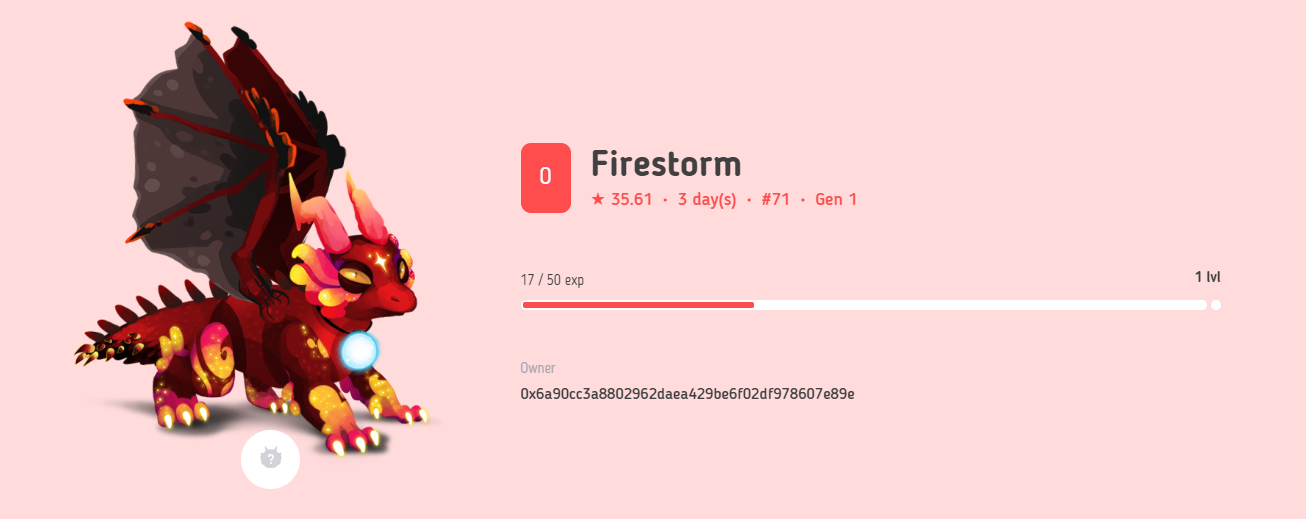 0
Firestorm
★ 35.61 • 3 day(s) • #71 • Gen 1
17 / 50 exp
1 lvl
Owner
0x6a90cc3a8802962daea429be6f02df978607e89e
?